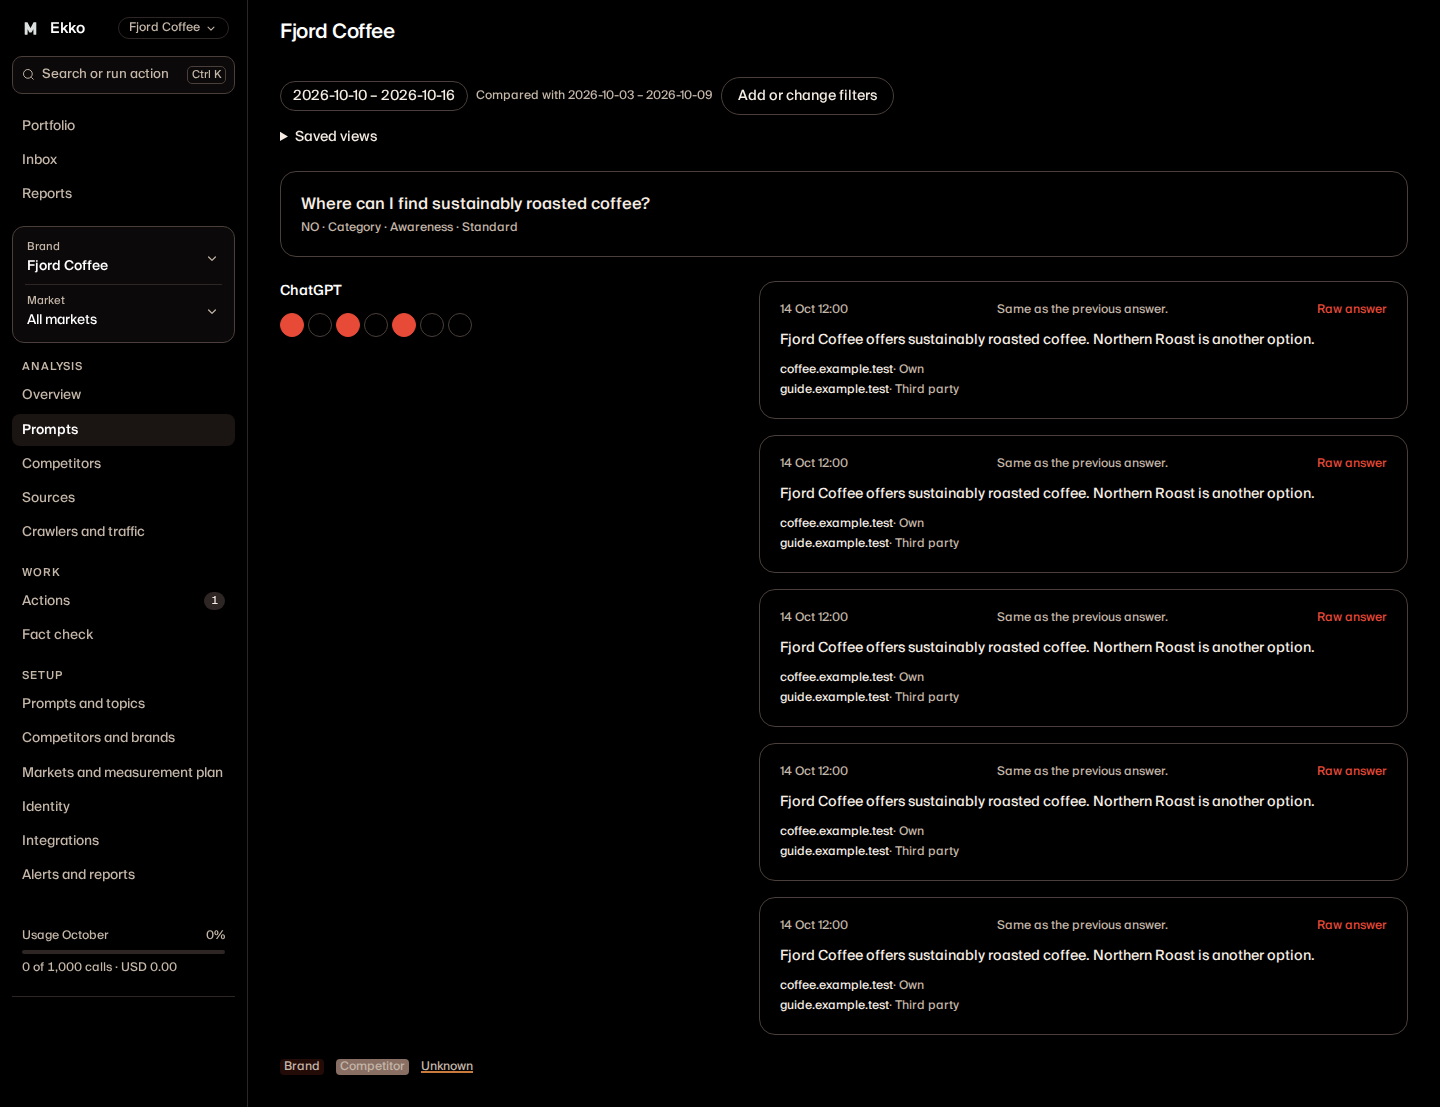 Ekko
Fjord Coffee
Search or run action
Ctrl K
Portfolio
Inbox
Reports
Brand
Fjord Coffee
Market
All markets
ANALYSIS
Overview
Prompts
Competitors
Sources
Crawlers and traffic
WORK
Actions
1
Fact check
SETUP
Prompts and topics
Competitors and brands
Markets and measurement plan
Identity
Integrations
Alerts and reports
Usage October
0%
0 of 1,000 calls · USD 0.00
Fjord Coffee
2026-10-10 – 2026-10-16
Compared with 2026-10-03 – 2026-10-09
Add or change filters
Saved views
Where can I find sustainably roasted coffee?
NO · Category · Awareness · Standard
ChatGPT
14 Oct 12:00
Same as the previous answer.
Raw answer
Fjord Coffee offers sustainably roasted coffee. Northern Roast is another option.
coffee.example.test· Own
guide.example.test· Third party
14 Oct 12:00
Same as the previous answer.
Raw answer
Fjord Coffee offers sustainably roasted coffee. Northern Roast is another option.
coffee.example.test· Own
guide.example.test· Third party
14 Oct 12:00
Same as the previous answer.
Raw answer
Fjord Coffee offers sustainably roasted coffee. Northern Roast is another option.
coffee.example.test· Own
guide.example.test· Third party
14 Oct 12:00
Same as the previous answer.
Raw answer
Fjord Coffee offers sustainably roasted coffee. Northern Roast is another option.
coffee.example.test· Own
guide.example.test· Third party
14 Oct 12:00
Same as the previous answer.
Raw answer
Fjord Coffee offers sustainably roasted coffee. Northern Roast is another option.
coffee.example.test· Own
guide.example.test· Third party
Brand
Competitor
Unknown